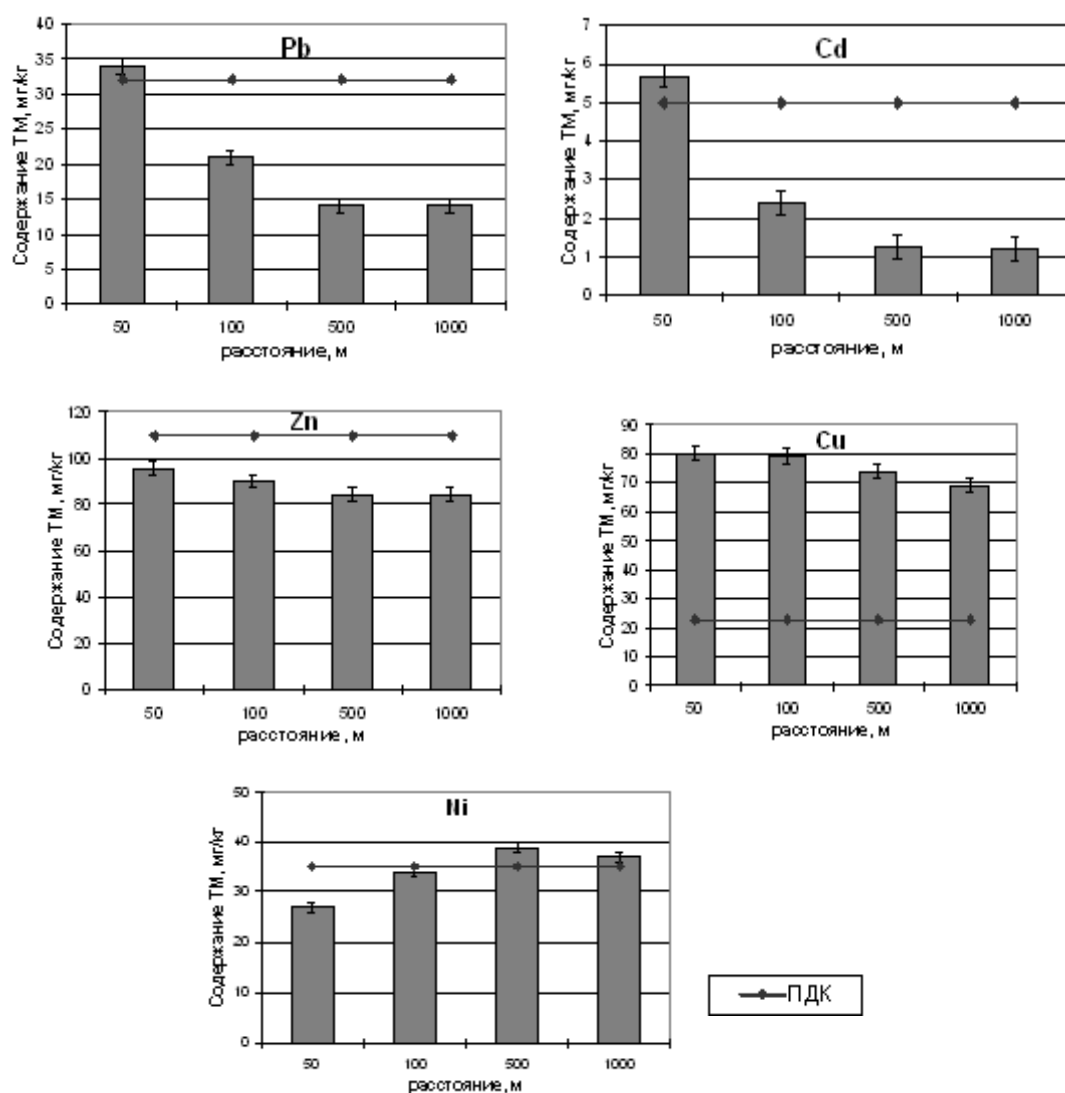 Pb
Содержание ТМ, мг/кг
40
35
30
25
20
15
10
5
0
50 100 500 1000
расстояние, м
Cd
Содержание ТМ, мг/кг
7
6
5
4
3
2
1
0
50 100 500 1000
расстояние, м
Zn
Содержание ТМ, мг/кг
120
100
80
60
40
20
0
50 100 500 1000
расстояние, м
Cu
Содержание ТМ, мг/кг
90
80
70
60
50
40
30
20
10
0
50 100 500 1000
расстояние, м
Ni
Содержание ТМ, мг/кг
50
40
30
20
10
0
50 100 500 1000
расстояние, м
ПДК